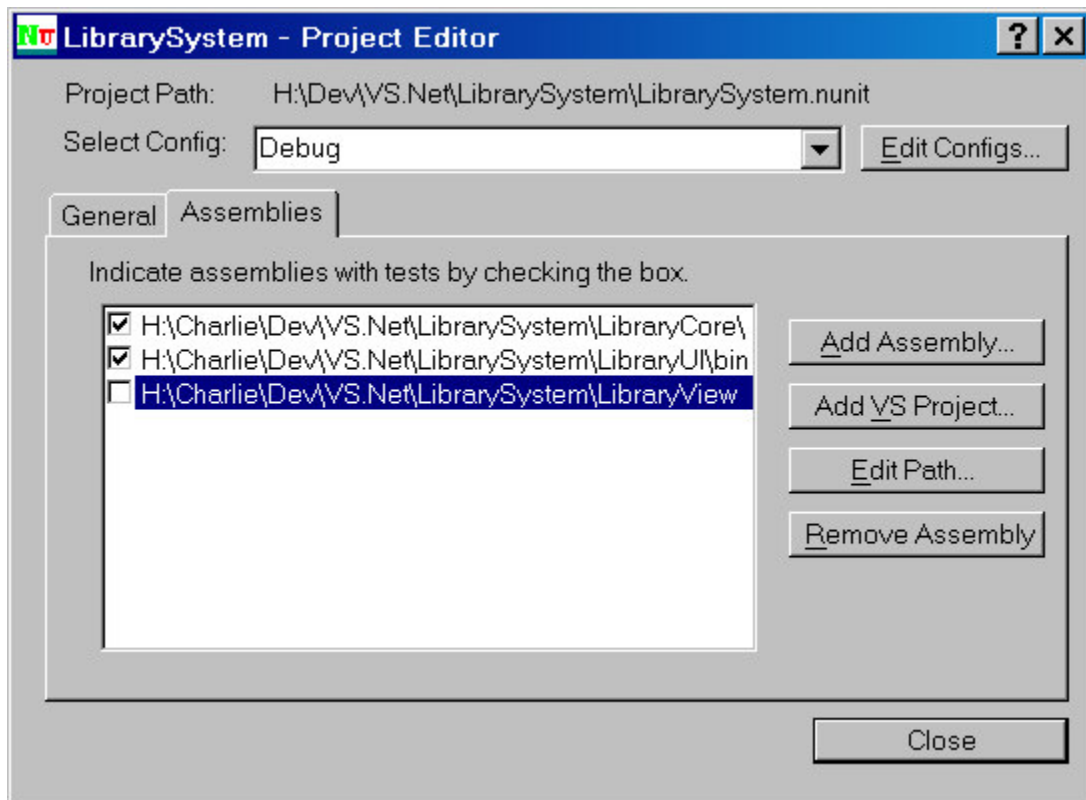 NU LibrarySystem - Project Editor ? ×
Project Path: H:\Dev\VS.Net\LibrarySystem\LibrarySystem.nunit
Select Config: Debug Edit Configs...
General Assemblies
Indicate assemblies with tests by checking the box.
H:\Charlie\Dev\VS.Net\LibrarySystem\LibraryCore\
H:\Charlie\Dev\VS.Net\LibrarySystem\LibraryUI\bin
H:\Charlie\Dev\VS.Net\LibrarySystem\LibraryView
Add Assembly...
Add VS Project...
Edit Path...
Remove Assembly
Close